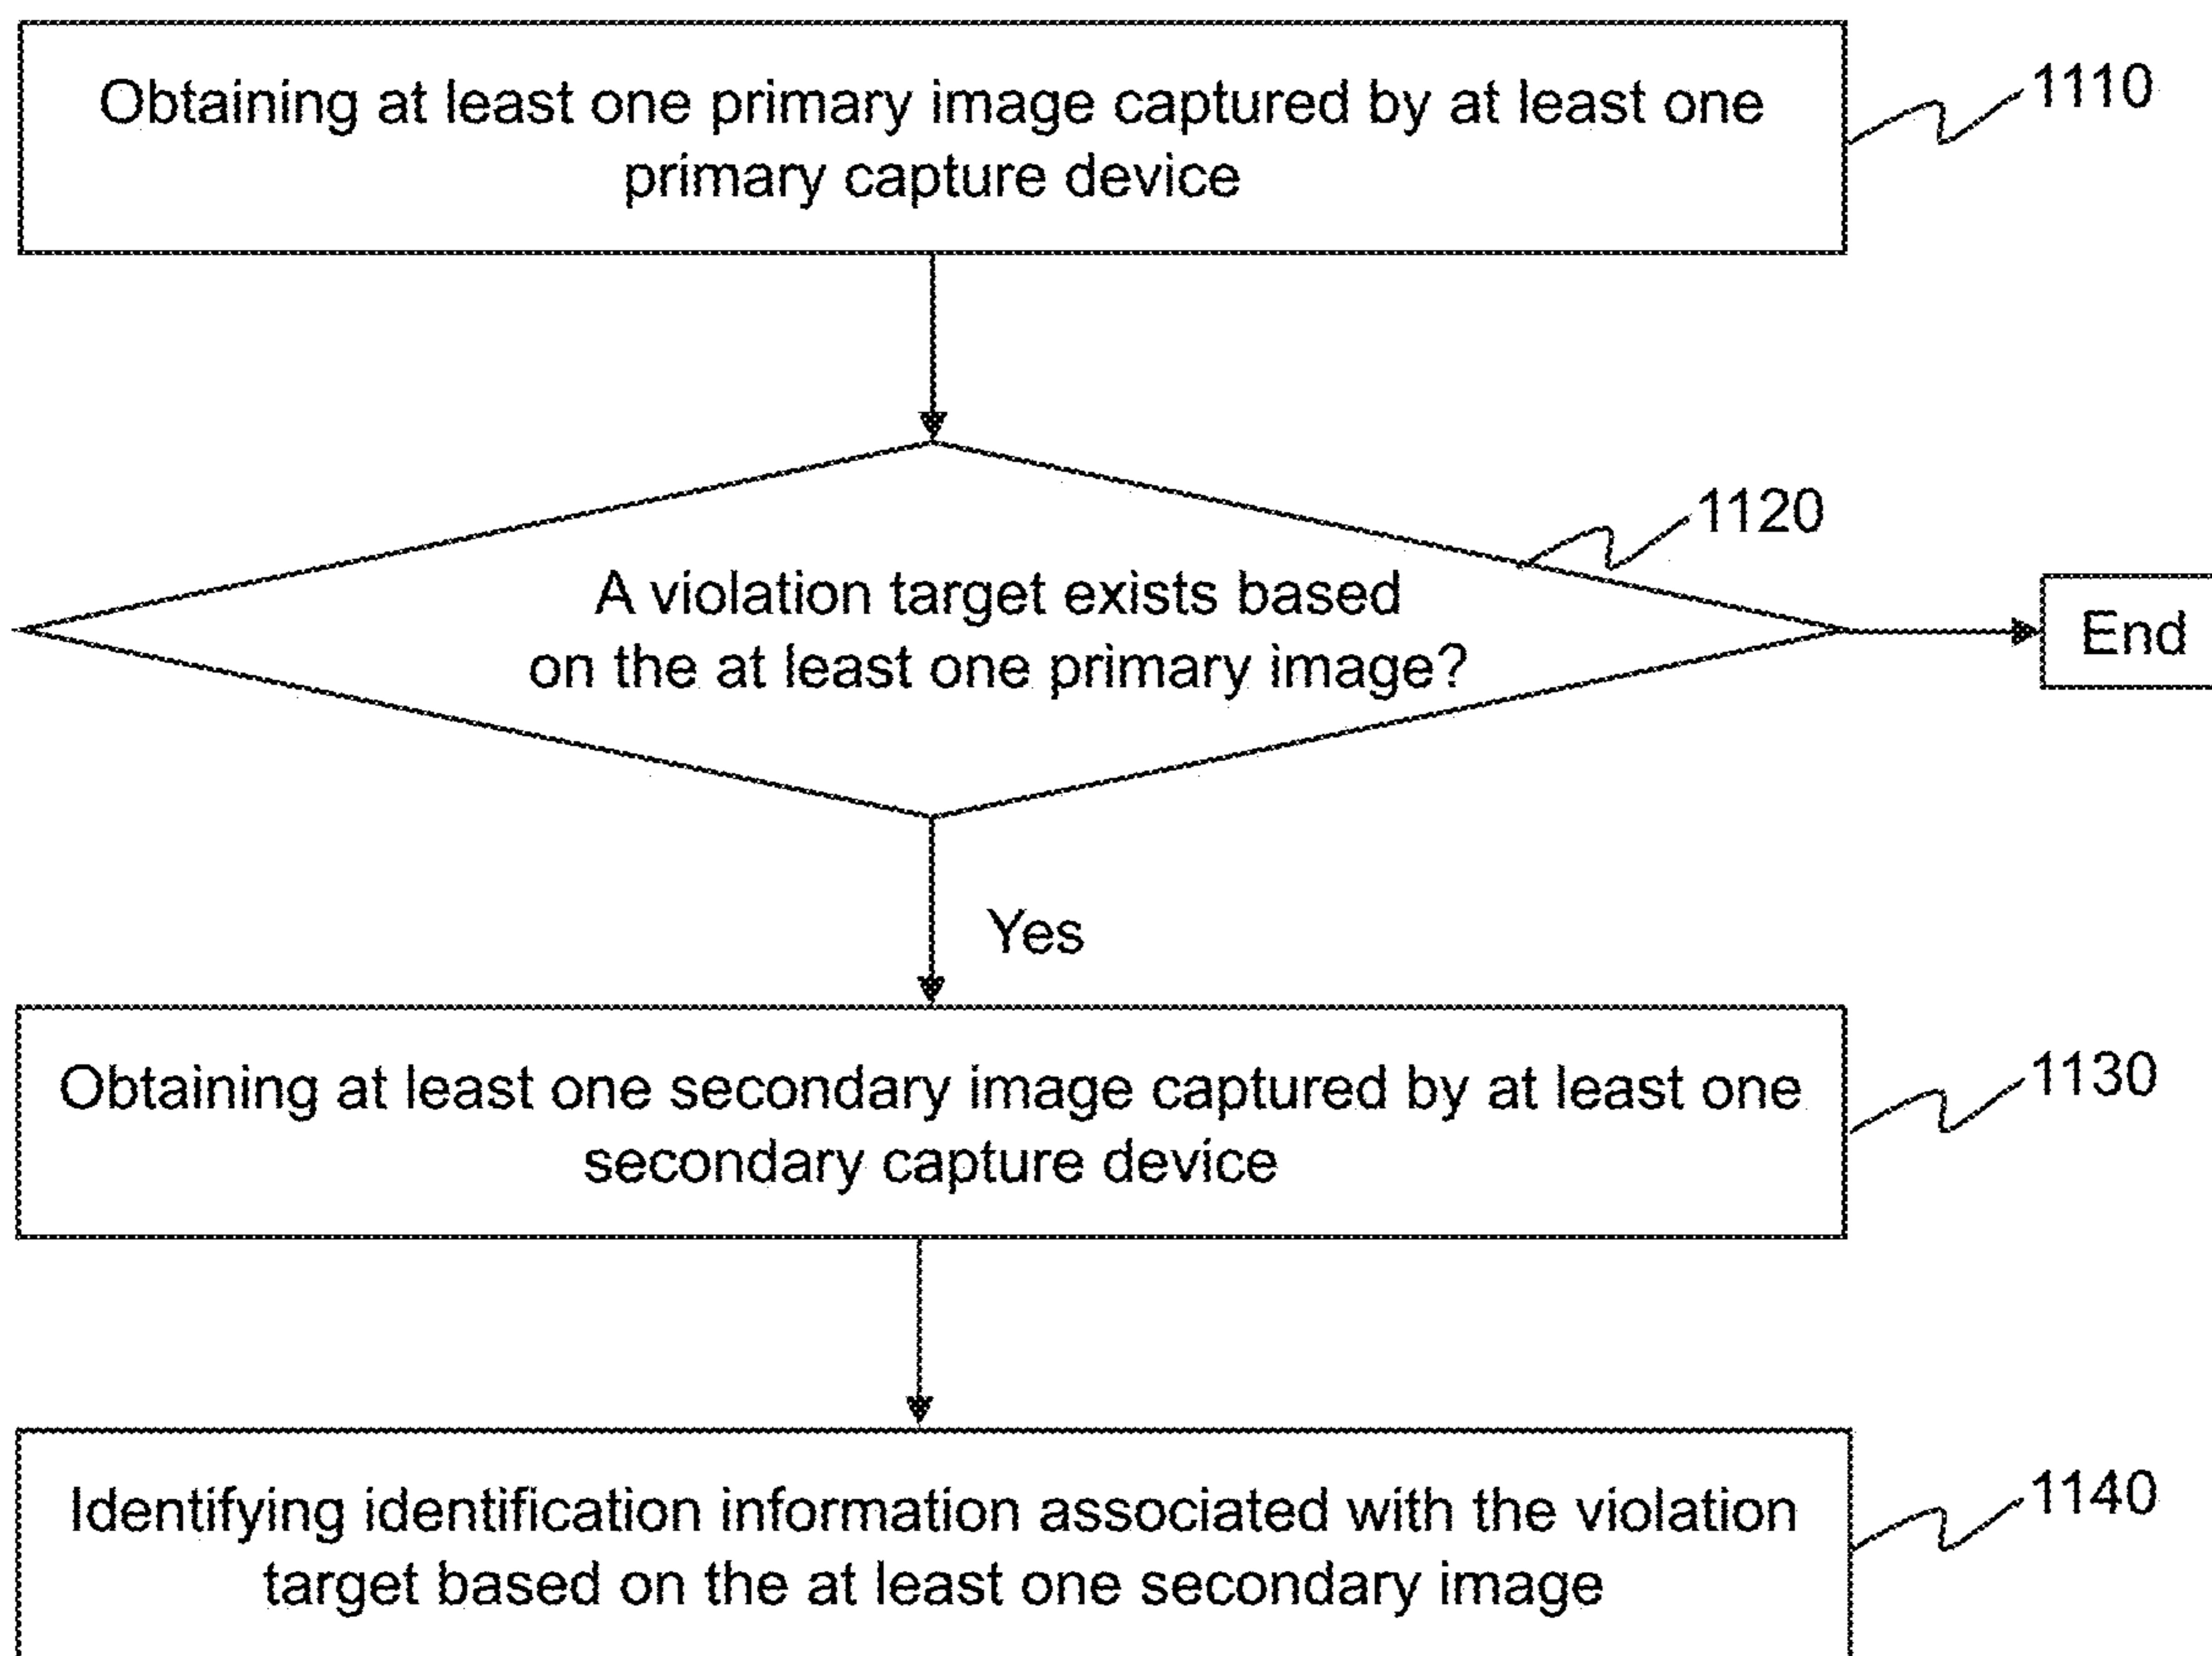 Obtaining at least one primary image captured by at least one
primary capture device
1110
A violation target exists based
on the at least one primary image?
1120
End
Yes
Obtaining at least one secondary image captured by at least one
secondary capture device
1130
Identifying identification information associated with the violation
target based on the at least one secondary image
1140